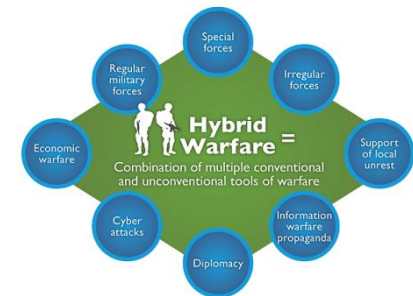 Special
forces
Regular
military
forces
Irregular
forces
Hybrid
Warfare =
Combination of multiple conventional
and unconventional tools of warfare
Economic
warfare
Support
of local
unrest
Cyber
attacks
Information
warfare
propaganda
Diplomacy